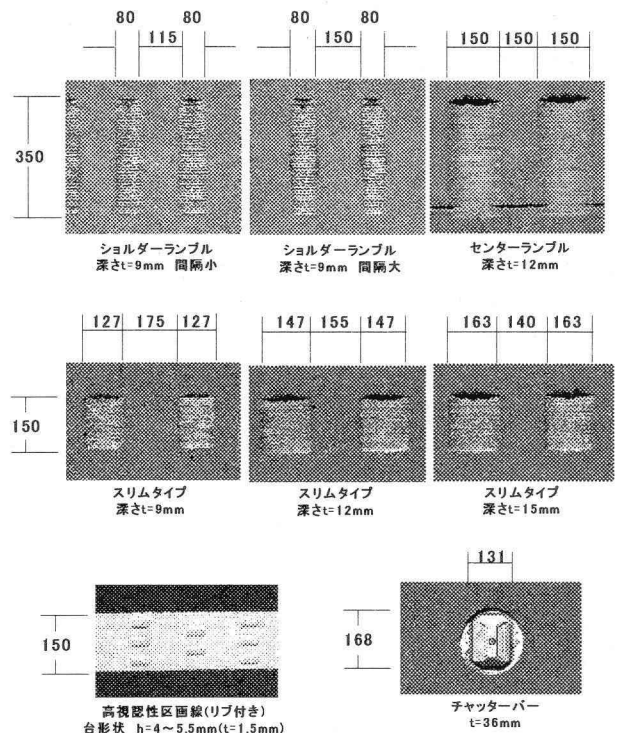 80 80
115
350
ショルダーランブル
深さt=9mm 間隔小
80 80
150
ショルダーランブル
深さt=9mm 間隔大
150 150 150
センターランブル
深さt=12mm
127 175 127
150
スリムタイプ
深さt=9mm
147 155 147
スリムタイプ
深さt=12mm
163 140 163
スリムタイプ
深さt=15mm
150
高視認性区画線(リブ付き)
台形状 h=4~5.5mm(t=1.5mm)
131
168
チャッターバー
t=36mm